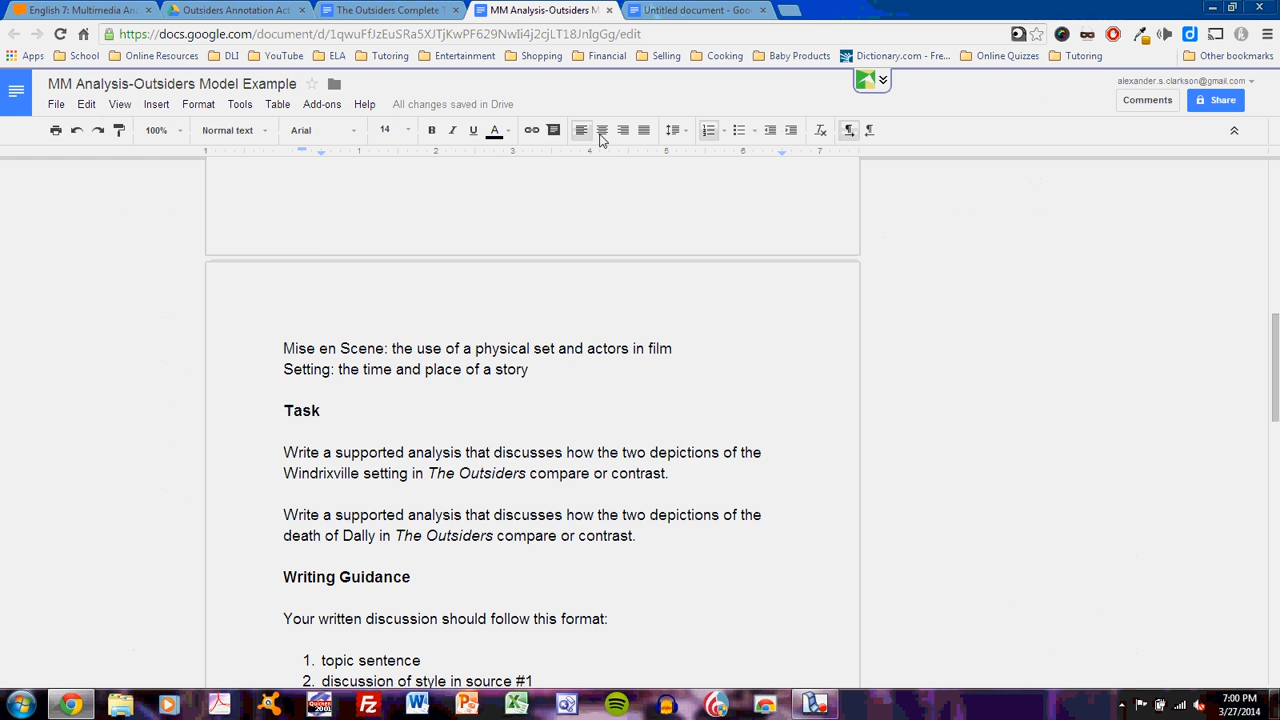 English 7: Multimedia An
Outsiders Annotation Act
The Outsiders Complete T
MM Analysis-Outsiders M
Untitled document - Goo
https://docs.google.com/document/d/
/edit
Apps
School
Online Resources
DLI
YouTube
ELA
Tutoring
Entertainment
Shopping
Financial
Selling
Cooking
Baby Products
Dictionary.com - Fre...
Online Quizzes
Tutoring
Other bookmarks
MM Analysis-Outsiders Model Example
alexander.s.clarkson@gmail.com
File Edit View Insert Format Tools Table Add-ons Help All changes saved in Drive
Comments
Share
100% Normal text Arial 14 B I U A
1 1 2 3 4 5 6 7
Mise en Scene: the use of a physical set and actors in film
Setting: the time and place of a story
Task
Write a supported analysis that discusses how the two depictions of the
Windrixville setting in The Outsiders compare or contrast.
Write a supported analysis that discusses how the two depictions of the
death of Dally in The Outsiders compare or contrast.
Writing Guidance
Your written discussion should follow this format:
1. topic sentence
2. discussion of style in source #1
7:00 PM
3/27/2014